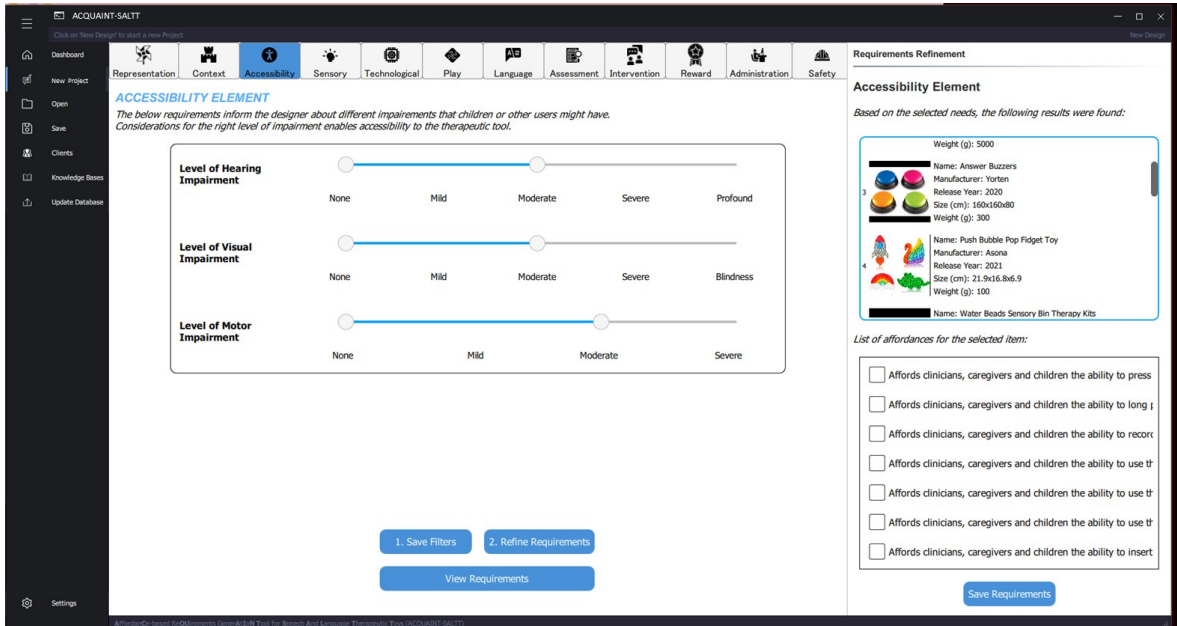 ACQUAINT-SALTT
Click on 'New Design' to start a new Project
New Design
Dashboard
New Project
Open
Save
Clients
Knowledge Bases
Update Database
Settings
Representation
Context
Accessibility
Sensory
Technological
Play
Language
Assessment
Intervention
Reward
Administration
Safety
ACCESSIBILITY ELEMENT
The below requirements inform the designer about different impairements that children or other users might have.
Considerations for the right level of impairment enables accessibility to the therapeutic tool.
Level of Hearing
Impairment
None Mild Moderate Severe Profound
Level of Visual
Impairment
None Mild Moderate Severe Blindness
Level of Motor
Impairment
None Mild Moderate Severe
1. Save Filters
2. Refine Requirements
View Requirements
Requirements Refinement
Accessibility Element
Based on the selected needs, the following results were found:
Weight (g): 5000
3
Name: Answer Buzzers
Manufacturer: Yorten
Release Year: 2020
Size (cm): 160x160x80
Weight (g): 300
4
Name: Push Bubble Pop Fidget Toy
Manufacturer: Asona
Release Year: 2021
Size (cm): 21.9x16.8x6.9
Weight (g): 100
Name: Water Beads Sensory Bin Therapy Kits
List of affordances for the selected item:
Affords clinicians, caregivers and children the ability to press
Affords clinicians, caregivers and children the ability to long
Affords clinicians, caregivers and children the ability to record
Affords clinicians, caregivers and children the ability to use th
Affords clinicians, caregivers and children the ability to use th
Affords clinicians, caregivers and children the ability to use th
Affords clinicians, caregivers and children the ability to insert
Save Requirements
AffordanCe-based ReQUirements GenerAtIoN Tool for Speech And Language Therapeutic Toys (ACQUAINT-SALTT)